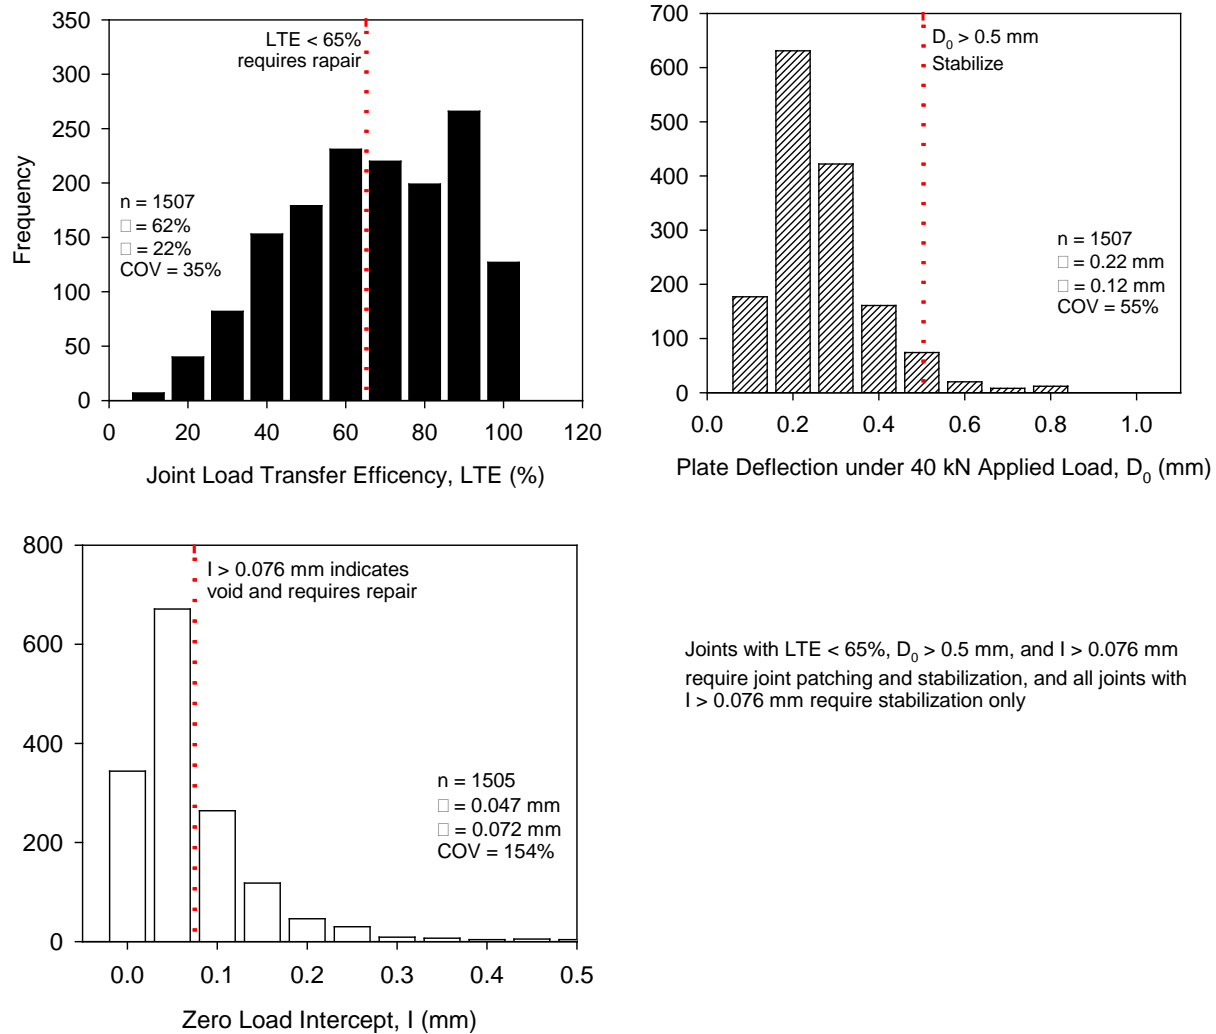 350
300
250
200
150
100
50
0
Frequency
LTE < 65%
requires rapair
n = 1507
□ = 62%
□ = 22%
COV = 35%
0 20 40 60 80 100 120
Joint Load Transfer Efficency, LTE (%)
700
600
500
400
300
200
100
0
D₀ > 0.5 mm
Stabilize
n = 1507
□ = 0.22 mm
□ = 0.12 mm
COV = 55%
0.0 0.2 0.4 0.6 0.8 1.0
Plate Deflection under 40 kN Applied Load, D₀ (mm)
800
600
400
200
0
I > 0.076 mm indicates
void and requires repair
n = 1505
□ = 0.047 mm
□ = 0.072 mm
COV = 154%
0.0 0.1 0.2 0.3 0.4 0.5
Zero Load Intercept, I (mm)
Joints with LTE < 65%, D₀ > 0.5 mm, and I > 0.076 mm
require joint patching and stabilization, and all joints with
I > 0.076 mm require stabilization only